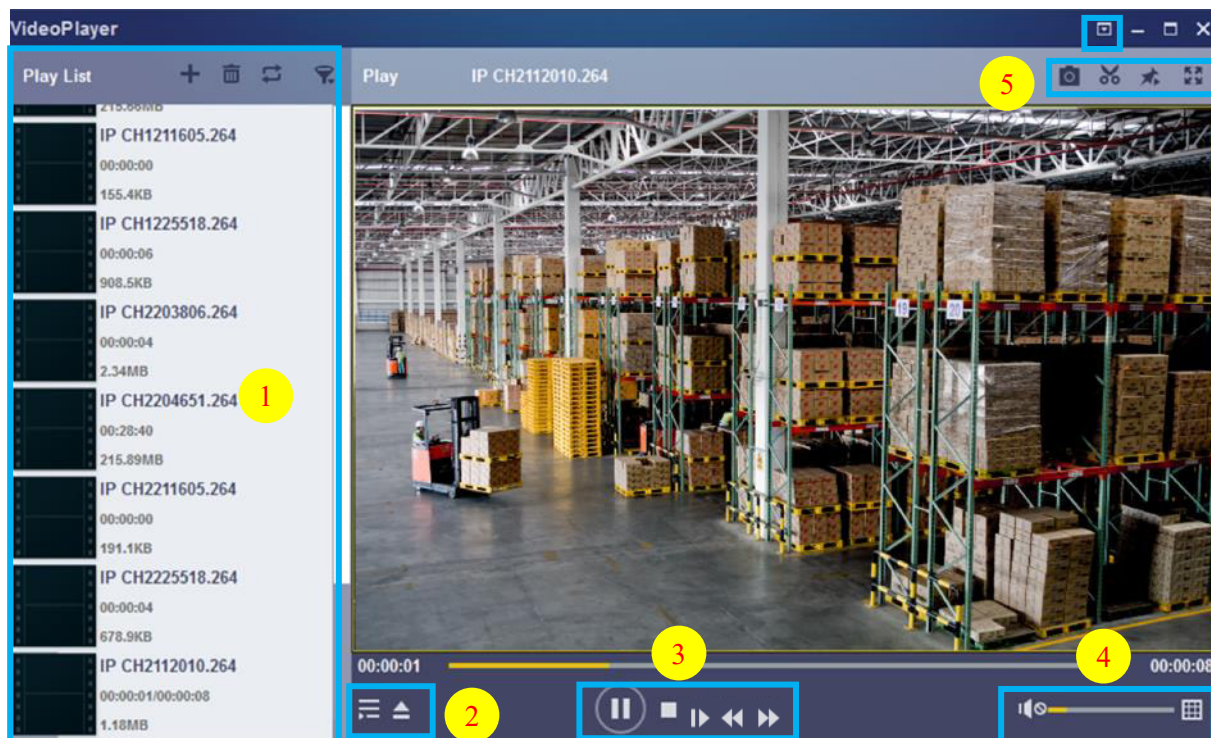 VideoPlayer
Play List
Play
IP CH2112010.264
5
215.66MB
IP CH1211605.264
00:00:00
155.4KB
IP CH1225518.264
00:00:06
908.5KB
IP CH2203806.264
00:00:04
2.34MB
IP CH2204651.264
1
00:28:40
215.89MB
IP CH2211605.264
00:00:00
191.1KB
IP CH2225518.264
00:00:04
678.9KB
IP CH2112010.264
00:00:01/00:00:08
1.18MB
19
20
00:00:01
3
4
00:00:08
2